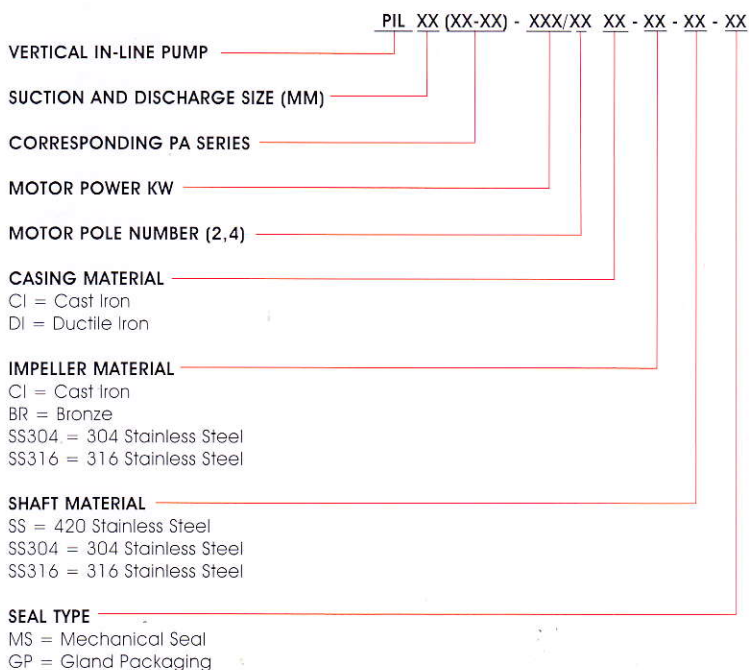 PIL XX (XX-XX) - XXX/XX XX - XX - XX - XX
VERTICAL IN-LINE PUMP
SUCTION AND DISCHARGE SIZE (MM)
CORRESPONDING PA SERIES
MOTOR POWER KW
MOTOR POLE NUMBER (2,4)
CASING MATERIAL
CI = Cast Iron
DI = Ductile Iron
IMPELLER MATERIAL
CI = Cast Iron
BR = Bronze
SS304 = 304 Stainless Steel
SS316 = 316 Stainless Steel
SHAFT MATERIAL
SS = 420 Stainless Steel
SS304 = 304 Stainless Steel
SS316 = 316 Stainless Steel
SEAL TYPE
MS = Mechanical Seal
GP = Gland Packaging